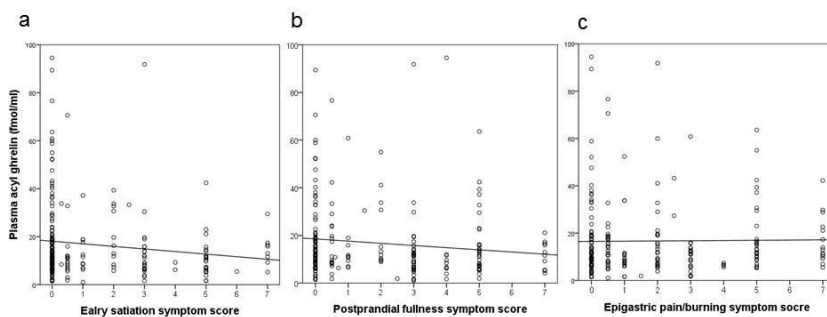 a
b
c
100
80
60
40
20
0
Plasma acyl ghrelin (fmol/ml)
0 1 2 3 4 5 6 7
Ealry satiation symptom score
100
80
60
40
20
0
0 1 2 3 4 5 6 7
Postprandial fullness symptom score
100
80
60
40
20
0
0 1 2 3 4 5 6 7
Epigastric pain/burning symptom socre